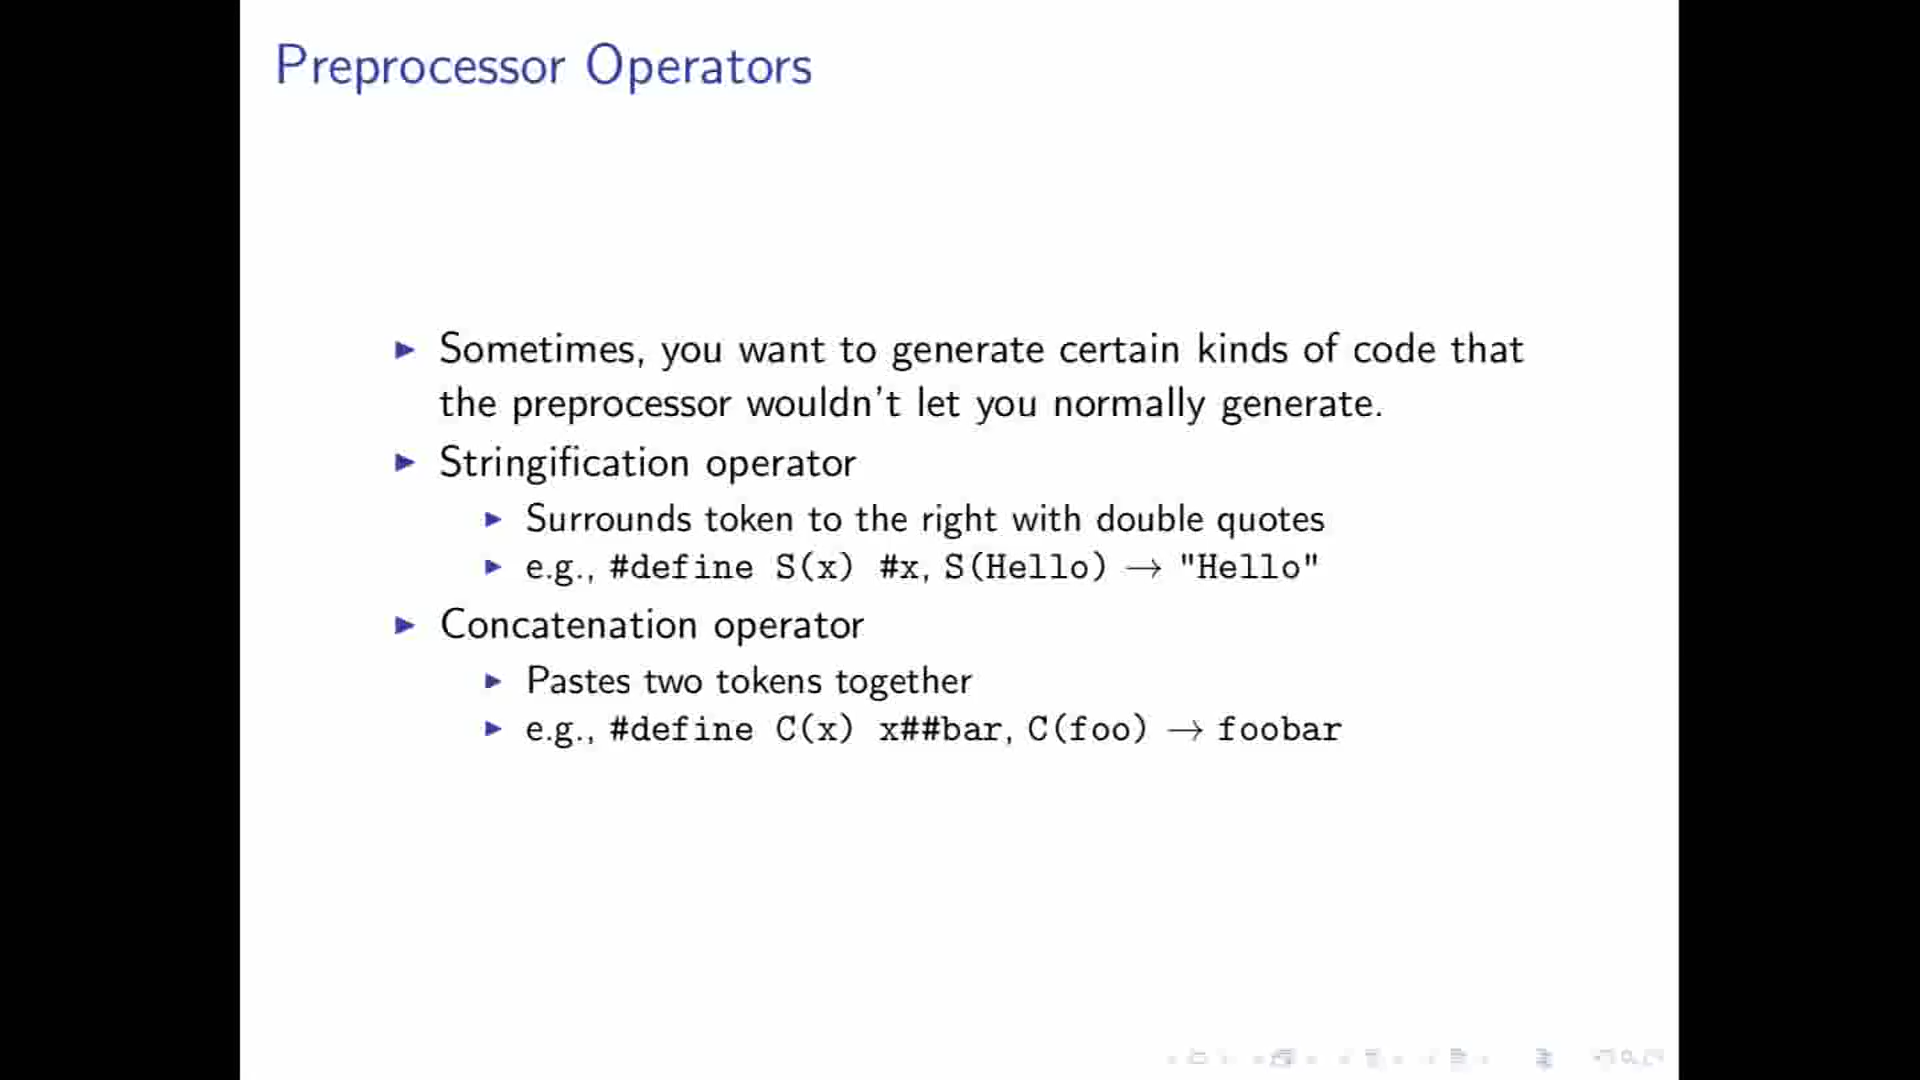 Preprocessor Operators
Sometimes, you want to generate certain kinds of code that
the preprocessor wouldn't let you normally generate.
Stringification operator
Surrounds token to the right with double quotes
e.g., #define S(x) #x, S(Hello) → "Hello"
Concatenation operator
Pastes two tokens together
e.g., #define C(x) x##bar, C(foo) → foobar